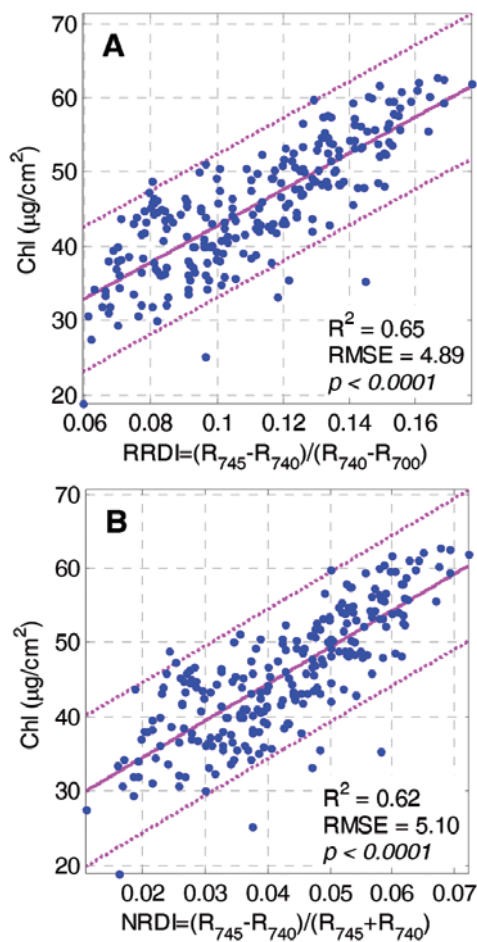 A
70
60
50
40
30
20
Chl (μg/cm²)
R² = 0.65
RMSE = 4.89
p < 0.0001
0.06 0.08 0.1 0.12 0.14 0.16
RRDI=(R₇₄₅-R₇₄₀)/(R₇₄₀-R₇₀₀)
B
70
60
50
40
30
20
Chl (μg/cm²)
R² = 0.62
RMSE = 5.10
p < 0.0001
0.02 0.03 0.04 0.05 0.06 0.07
NRDI=(R₇₄₅-R₇₄₀)/(R₇₄₅+R₇₄₀)